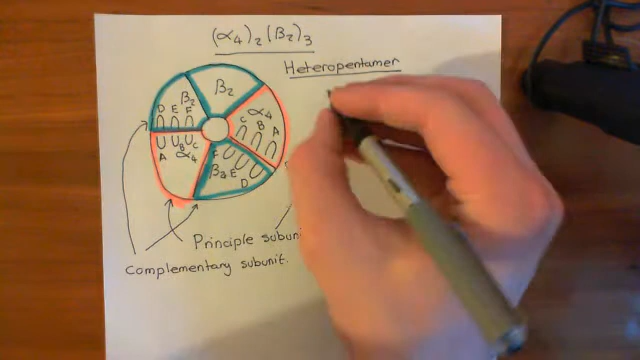 (α4)2(β2)3
Heteropentamer
β2 β2
D E F
α4
C B A
A B C
α4
F E D
β2
Principle subuni
Complementary subunit.